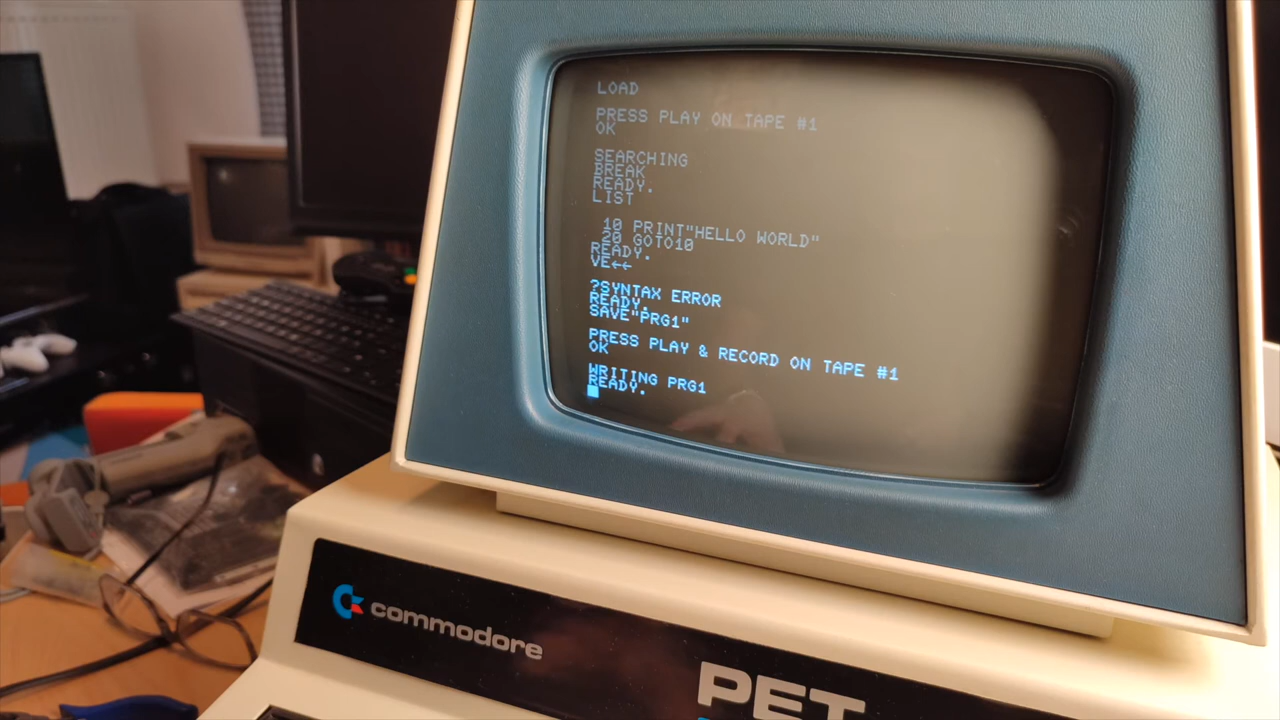 LOAD
PRESS PLAY ON TAPE #1
OK
SEARCHING
BREAK
READY.
LIST
10 PRINT"HELLO WORLD"
20 GOTO10
READY.
VE←←
?SYNTAX ERROR
READY.
SAVE"PRG1"
PRESS PLAY & RECORD ON TAPE #1
OK
WRITING PRG1
READY.
commodore
PET